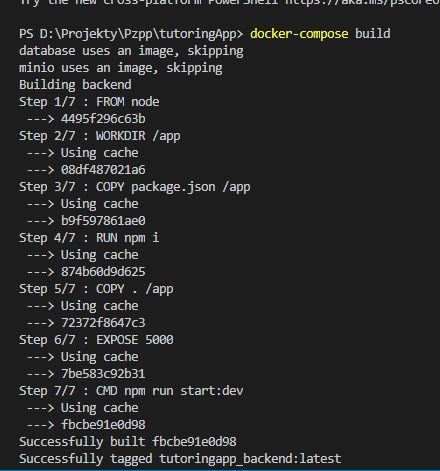 Try the new cross-platform PowerShell https://aka.ms/pscore6
PS D:\Projekty\Pzpp\tutoringApp> docker-compose build
database uses an image, skipping
minio uses an image, skipping
Building backend
Step 1/7 : FROM node
 ---> 4495f296c63b
Step 2/7 : WORKDIR /app
 ---> Using cache
 ---> 08df487021a6
Step 3/7 : COPY package.json /app
 ---> Using cache
 ---> b9f597861ae0
Step 4/7 : RUN npm i
 ---> Using cache
 ---> 874b60d9d625
Step 5/7 : COPY . /app
 ---> Using cache
 ---> 72372f8647c3
Step 6/7 : EXPOSE 5000
 ---> Using cache
 ---> 7be583c92b31
Step 7/7 : CMD npm run start:dev
 ---> Using cache
 ---> fbcbe91e0d98
Successfully built fbcbe91e0d98
Successfully tagged tutoringapp_backend:latest